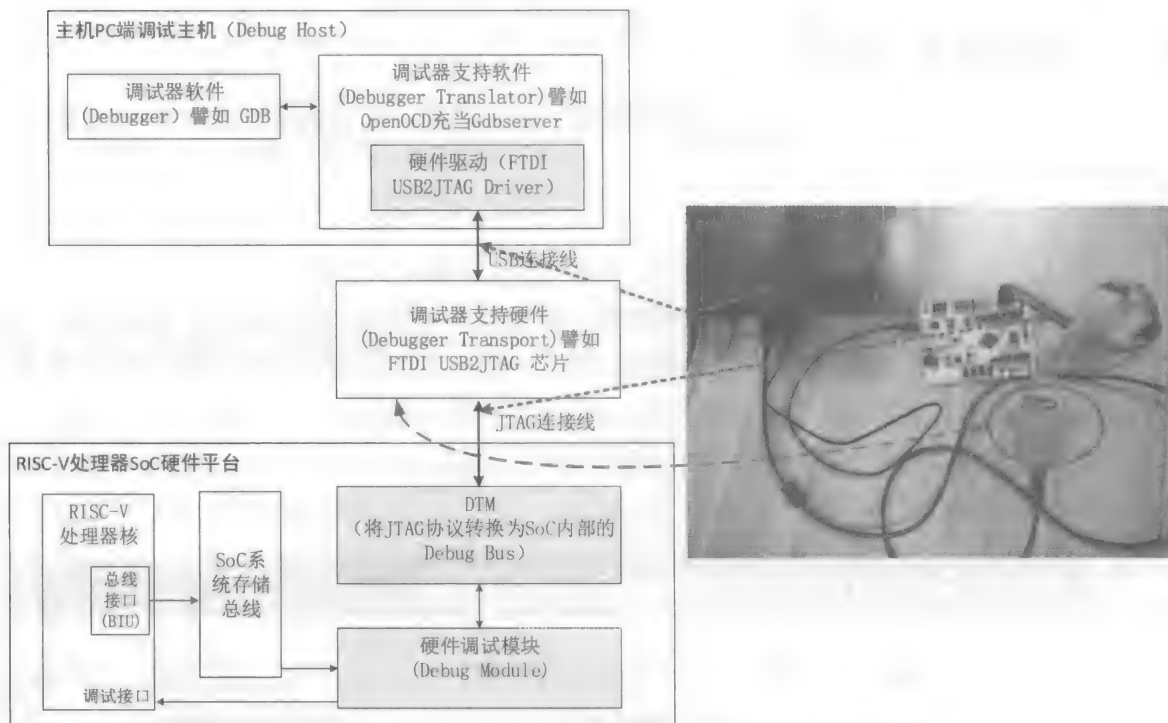 主机PC端调试主机（Debug Host）
调试器软件
(Debugger）譬如 GDB
调试器支持软件
(Debugger Translator)譬如
OpenOCD充当Gdbserver
硬件驱动（FTDI
USB2JTAG Driver）
USB连接线
调试器支持硬件
(Debugger Transport)譬如
FTDI USB2JTAG 芯片
JTAG连接线
RISC-V处理器SoC硬件平台
RISC-V
处理器核
总线
接口
(BIU)
SoC系
统存储
总线
DTM
（将JTAG协议转换为SoC内部的
Debug Bus）
硬件调试模块
(Debug Module)
调试接口